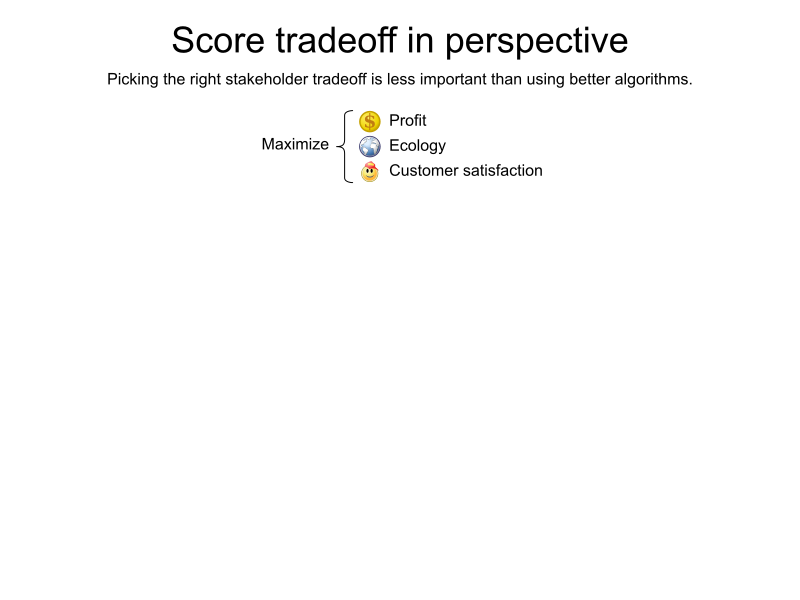 Score tradeoff in perspective
Picking the right stakeholder tradeoff is less important than using better algorithms.
Maximize
$ Profit
Ecology
Customer satisfaction